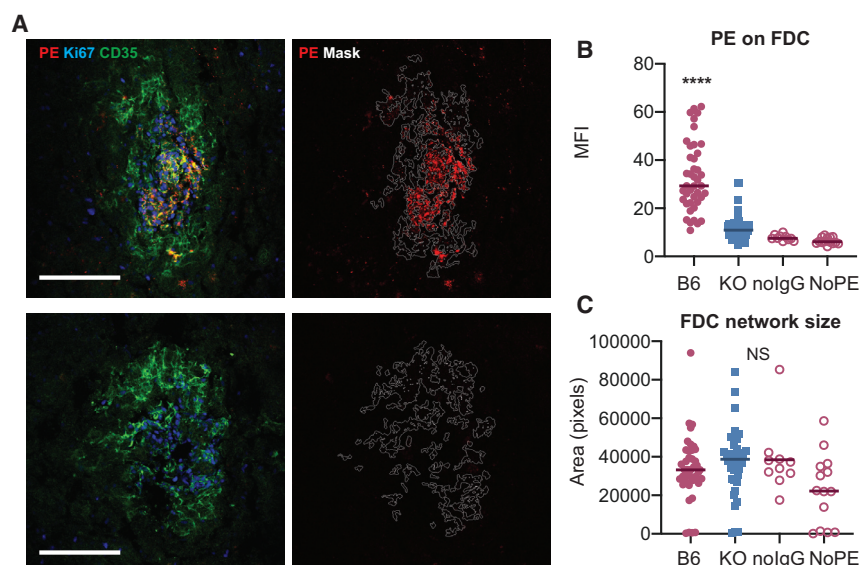 A
PE Ki67 CD35
PE Mask
B
PE on FDC
****
MFI
80
60
40
20
0
B6 KO noIgG NoPE
C
FDC network size
NS
Area (pixels)
100000
80000
60000
40000
20000
0
B6 KO noIgG NoPE